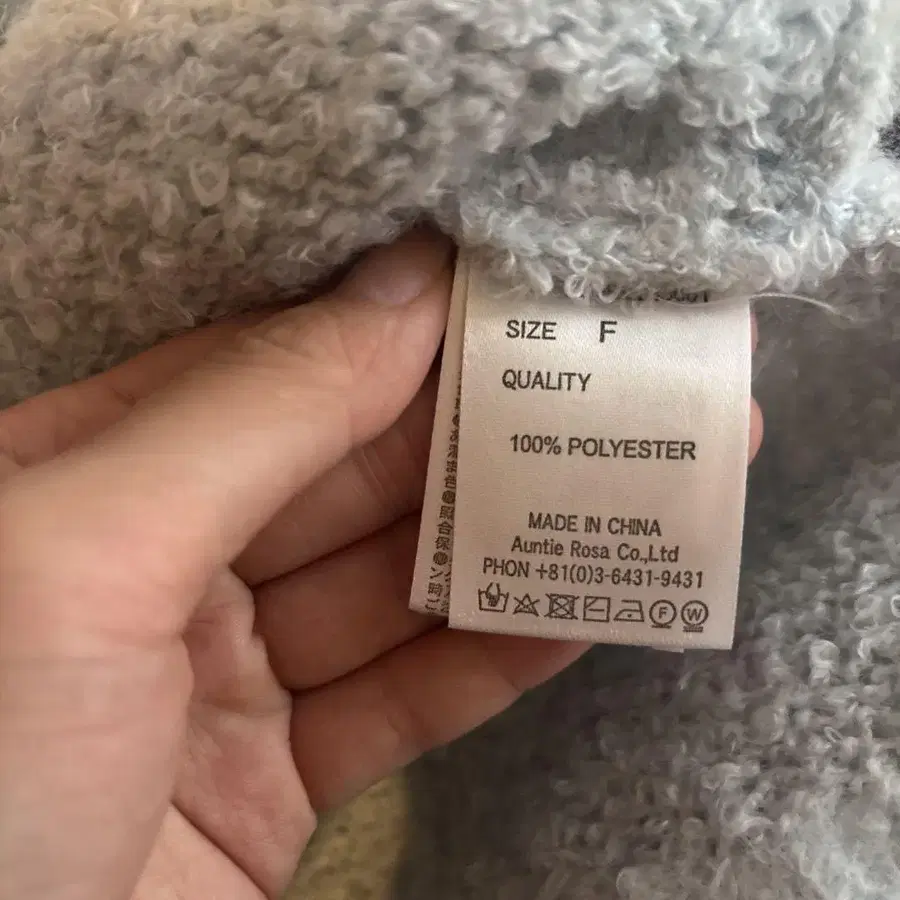 SIZE F
QUALITY
100% POLYESTER
MADE IN CHINA
Auntie Rosa Co.,Ltd
PHON +81(0)3-6431-9431
F W